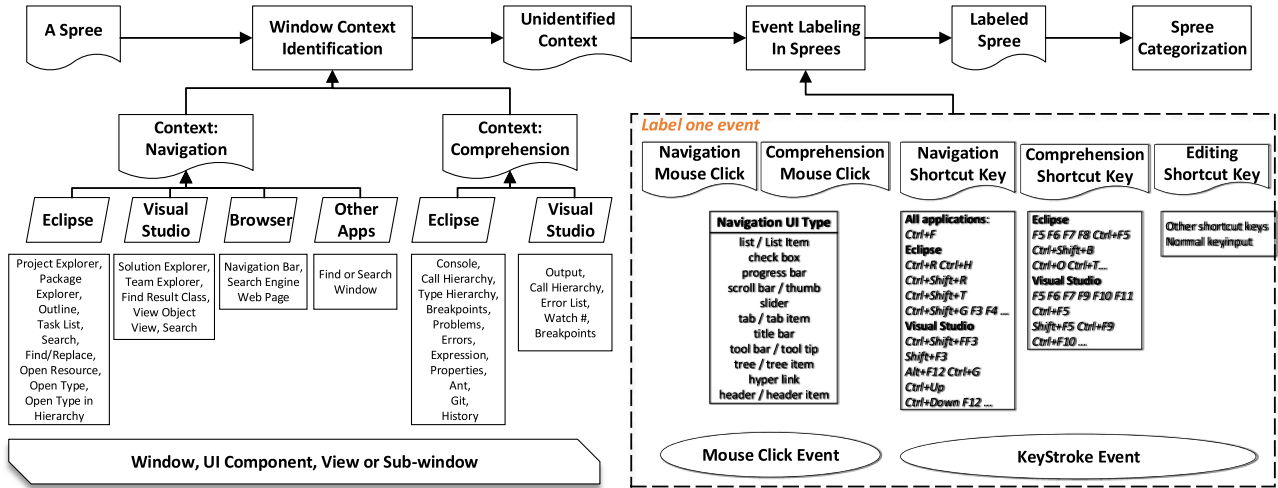 A Spree
Window Context
Identification
Unidentified
Context
Event Labeling
In Sprees
Labeled
Spree
Spree
Categorization
Context:
Navigation
Context:
Comprehension
Eclipse
Visual
Studio
Browser
Other
Apps
Eclipse
Visual
Studio
Project Explorer,
Package
Explorer,
Outline,
Task List,
Search,
Find/Replace,
Open Resource,
Open Type,
Open Type in
Hierarchy
Solution Explorer,
Team Explorer,
Find Result Class,
View Object
View, Search
Navigation Bar,
Search Engine
Web Page
Find or Search
Window
Console,
Call Hierarchy,
Type Hierarchy,
Breakpoints,
Problems,
Errors,
Expression,
Properties,
Ant,
Git,
History
Output,
Call Hierarchy,
Error List,
Watch #,
Breakpoints
Window, UI Component, View or Sub-window
Label one event
Navigation
Mouse Click
Comprehension
Mouse Click
Navigation
Shortcut Key
Comprehension
Shortcut Key
Editing
Shortcut Key
Navigation UI Type
list / List Item
check box
progress bar
scroll bar / thumb
slider
tab / tab item
title bar
tool bar / tool tip
tree / tree item
hyper link
header / header item
All applications:
Ctrl+F
Eclipse
Ctrl+R Ctrl+H
Ctrl+Shift+R
Ctrl+Shift+T
Ctrl+Shift+G F3 F4 ...
Visual Studio
Ctrl+Shift+FF3
Shift+F3
Alt+F12 Ctrl+G
Ctrl+Up
Ctrl+Down F12 ...
Eclipse
F5 F6 F7 F8 Ctrl+F5
Ctrl+Shift+B
Ctrl+O Ctrl+T....
Visual Studio
F5 F6 F7 F9 F10 F11
Ctrl+F5
Shift+F5 Ctrl+F9
Ctrl+F10 ....
Other shortcut keys
Normal keyinput
Mouse Click Event
KeyStroke Event